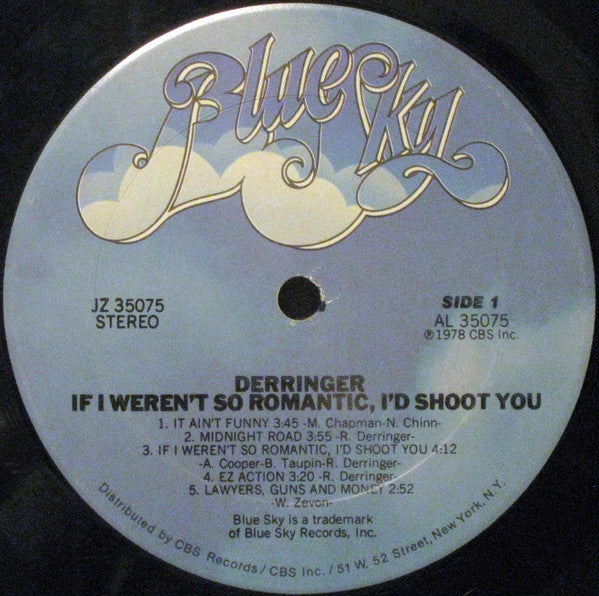 Blue Sky
JZ 35075
STEREO
SIDE 1
AL 35075
℗1978 CBS Inc.
DERRINGER
IF I WEREN'T SO ROMANTIC, I'D SHOOT YOU
1. IT AIN'T FUNNY 3:45 -M. Chapman-N. Chinn-
2. MIDNIGHT ROAD 3:55 -R. Derringer-
3. IF I WEREN'T SO ROMANTIC, I'D SHOOT YOU 4:12
-A. Cooper-B. Taupin-R. Derringer-
4. EZ ACTION 3:20 -R. Derringer-
5. LAWYERS, GUNS AND MONEY 2:52
-W. Zevon-
Blue Sky is a trademark
of Blue Sky Records, Inc.
Distributed by CBS Records / CBS Inc. / 51 W. 52 Street, New York, N.Y.